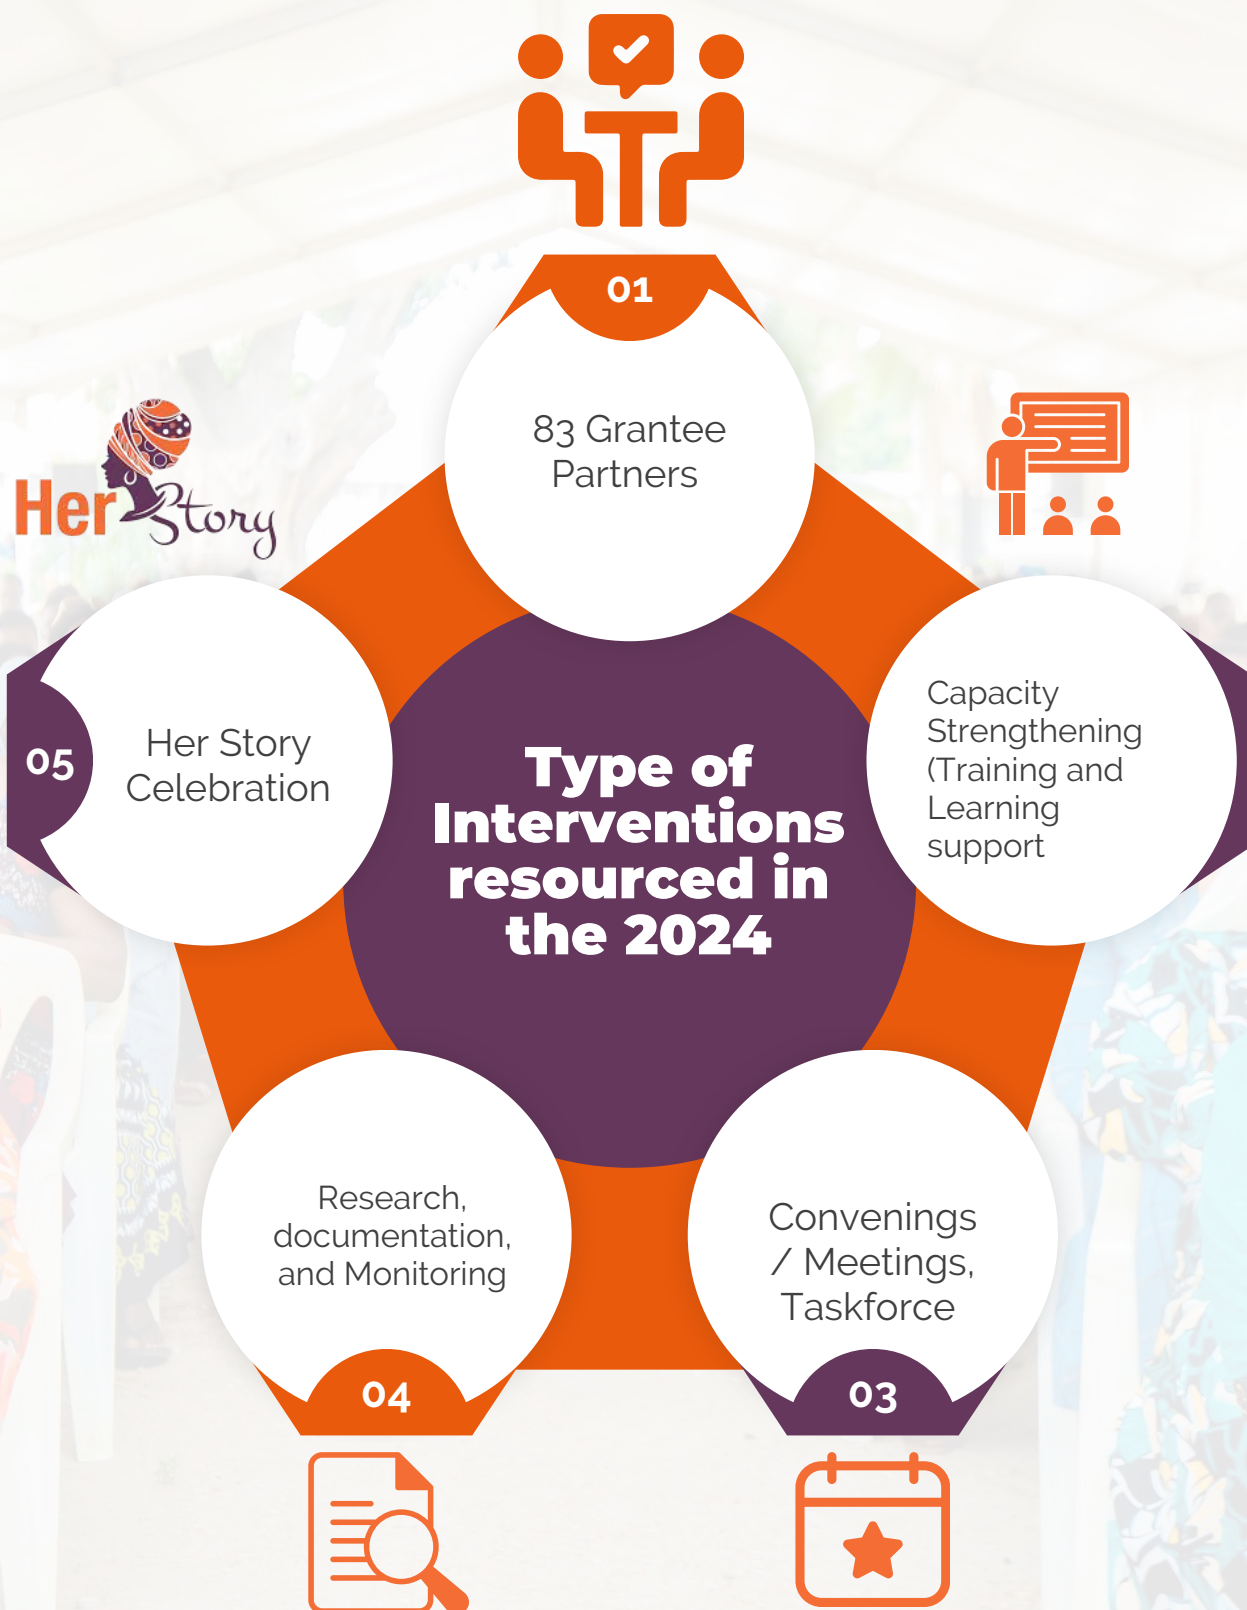 01
83 Grantee
Partners
Her Story
Capacity
Strengthening
(Training and
Learning
support
05
Her Story
Celebration
Type of
Interventions
resourced in
the 2024
Research,
documentation,
and Monitoring
04
Convenings
/ Meetings,
Taskforce
03